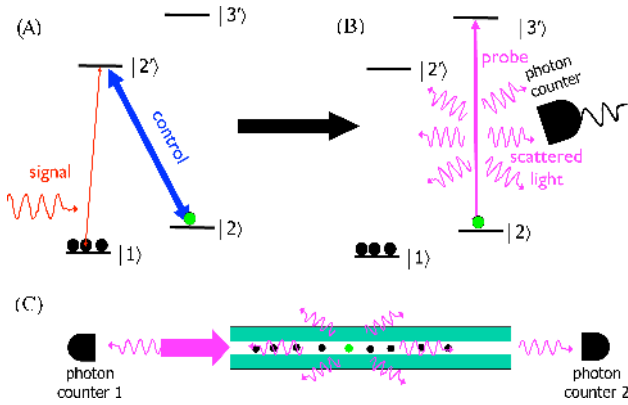 (A)
|3'⟩
|2'⟩
control
signal
|2⟩
|1⟩
(B)
|3'⟩
|2'⟩
probe
photon
counter
scattered
light
|2⟩
|1⟩
(C)
photon
counter 1
photon
counter 2